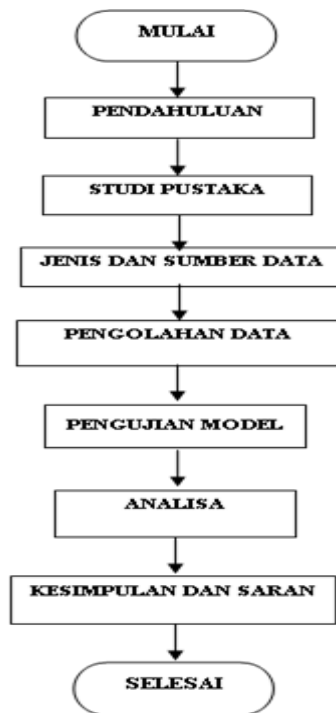 MULAI
PENDAHULUAN
STUDI PUSTAKA
JENIS DAN SUMBER DATA
PENGOLAHAN DATA
PENGUJIAN MODEL
ANALISA
KESIMPULAN DAN SARAN
SELESAI